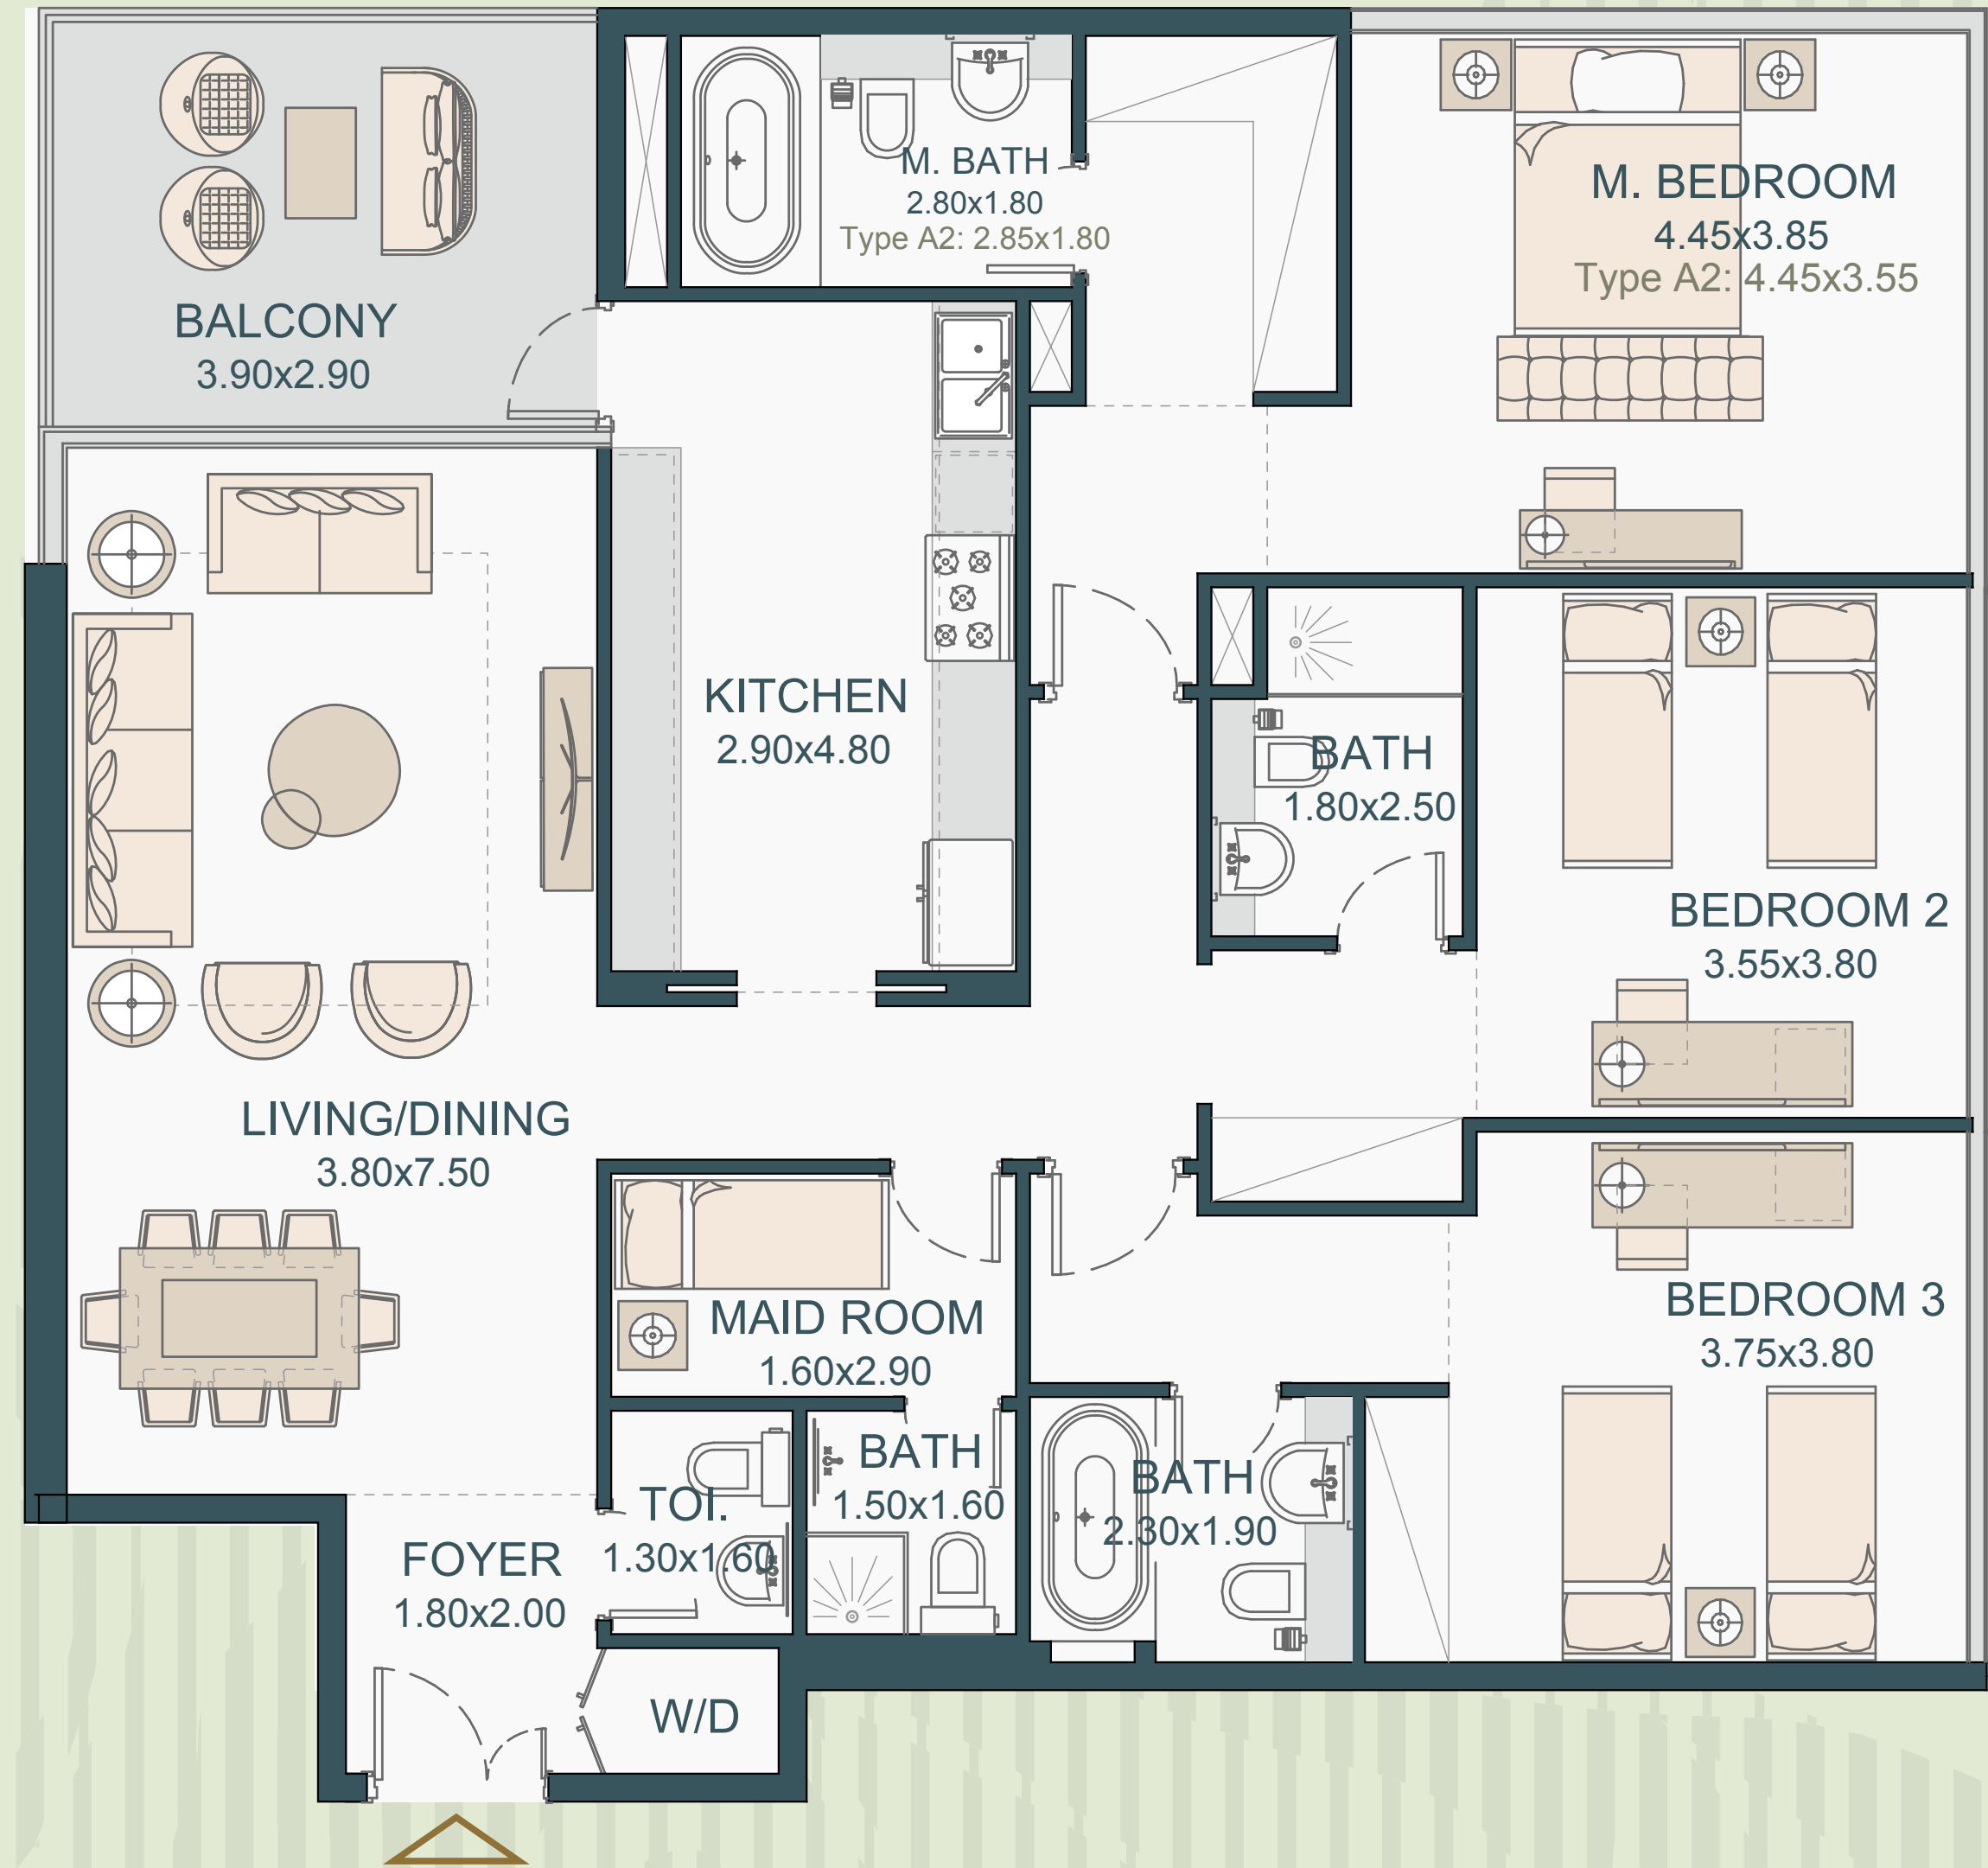 M. BATH
2.80x1.80
Type A2: 2.85x1.80
M. BEDROOM
4.45x3.85
Type A2: 4.45x3.55
BALCONY
3.90x2.90
KITCHEN
2.90x4.80
BATH
1.80x2.50
BEDROOM 2
3.55x3.80
LIVING/DINING
3.80x7.50
MAID ROOM
1.60x2.90
BEDROOM 3
3.75x3.80
BATH
1.50x1.60
BATH
2.30x1.90
TOI.
1.30x1.60
FOYER
1.80x2.00
W/D